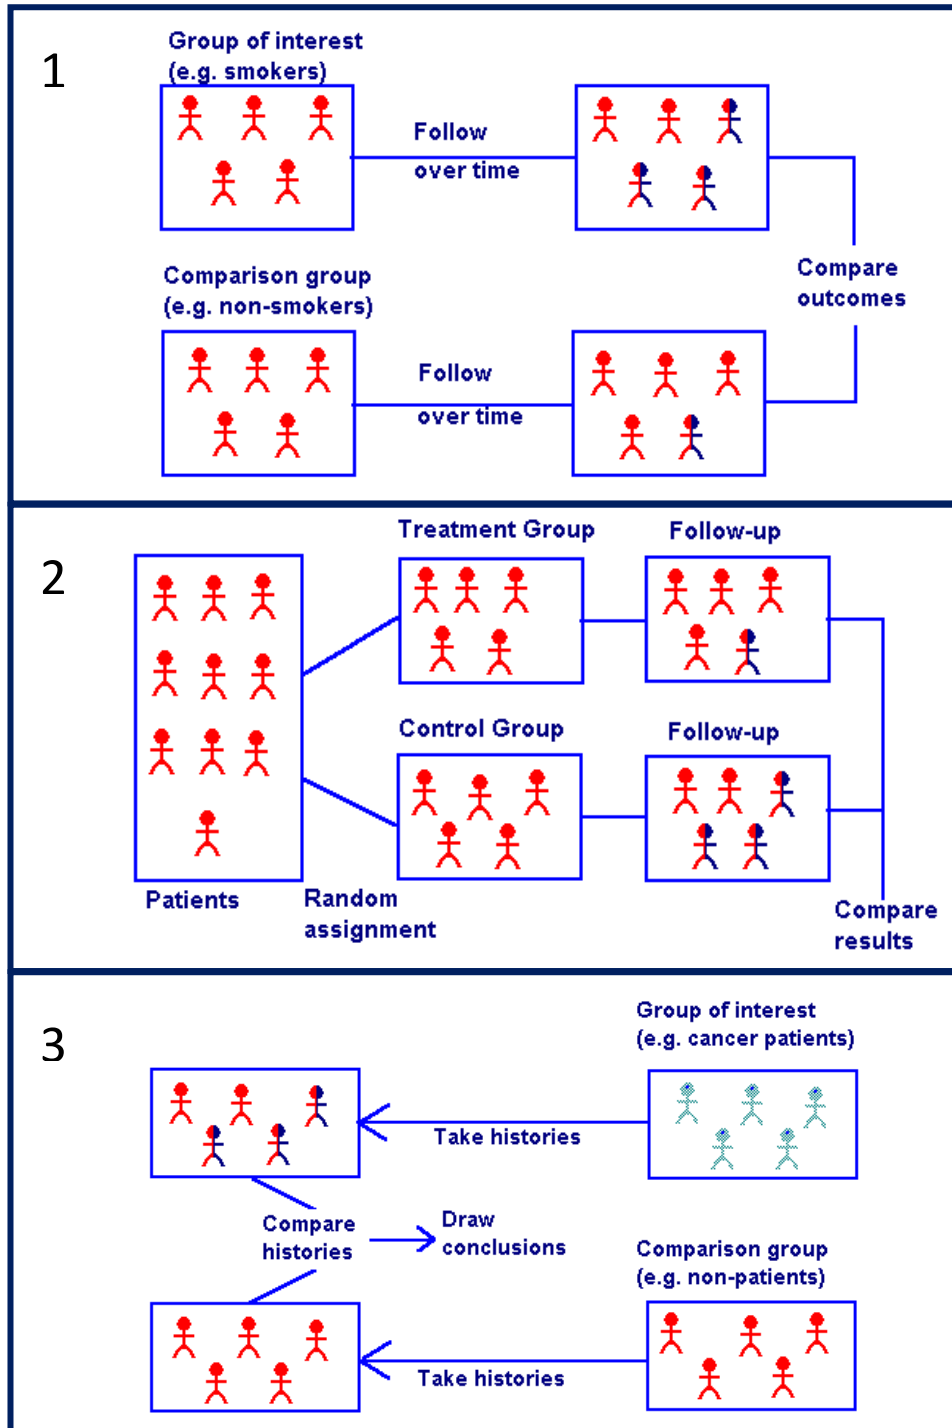 1
Group of interest
(e.g. smokers)
Follow
over time
Compare
outcomes
Comparison group
(e.g. non-smokers)
Follow
over time
2
Treatment Group
Follow-up
Control Group
Follow-up
Patients
Random
assignment
Compare
results
3
Group of interest
(e.g. cancer patients)
Take histories
Compare
histories
Draw
conclusions
Comparison group
(e.g. non-patients)
Take histories